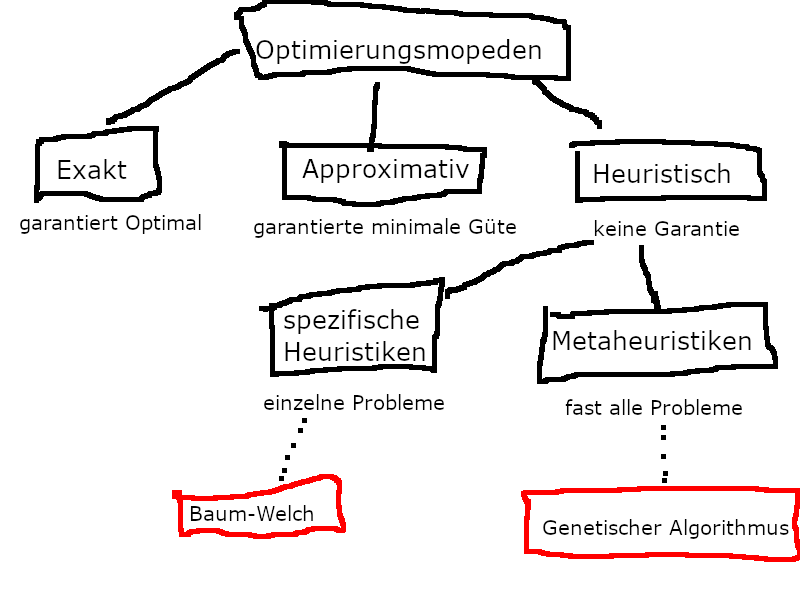 Optimierungsmopeden
Exakt
Approximativ
Heuristisch
garantiert Optimal
garantierte minimale Güte
keine Garantie
spezifische
Heuristiken
Metaheuristiken
einzelne Probleme
fast alle Probleme
Baum-Welch
Genetischer Algorithmus